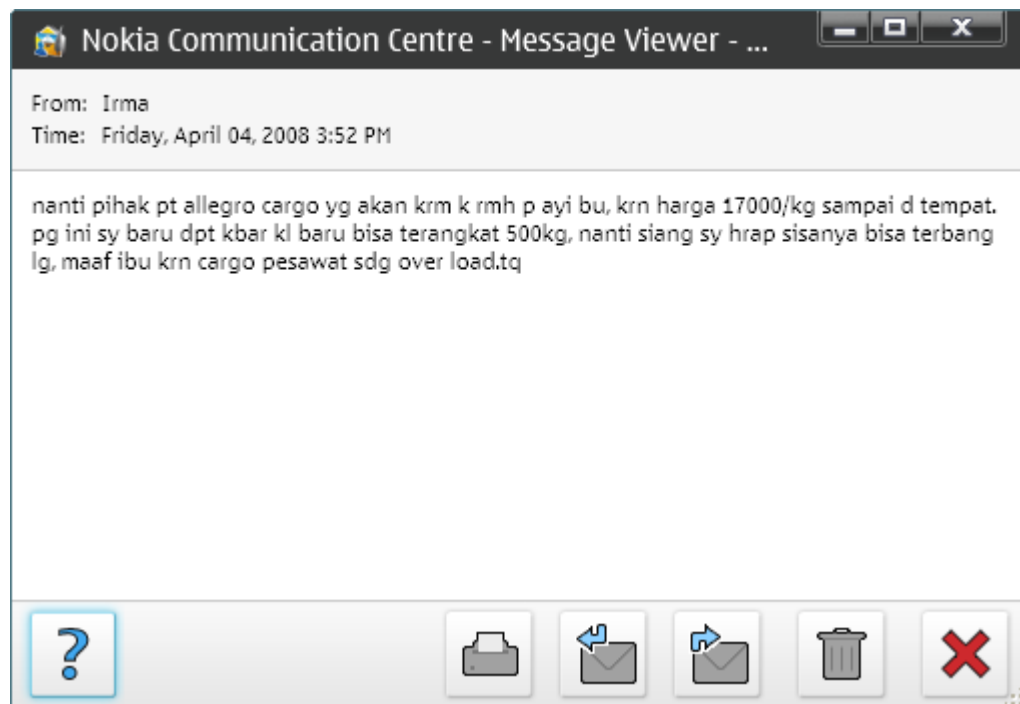 Nokia Communication Centre - Message Viewer - ...
From: Irma
Time: Friday, April 04, 2008 3:52 PM
nanti pihak pt allegro cargo yg akan krm k rmh p ayi bu, krn harga 17000/kg sampai d tempat.
pg ini sy baru dpt kbar kl baru bisa terangkat 500kg, nanti siang sy hrap sisanya bisa terbang
lg, maaf ibu krn cargo pesawat sdg over load.tq